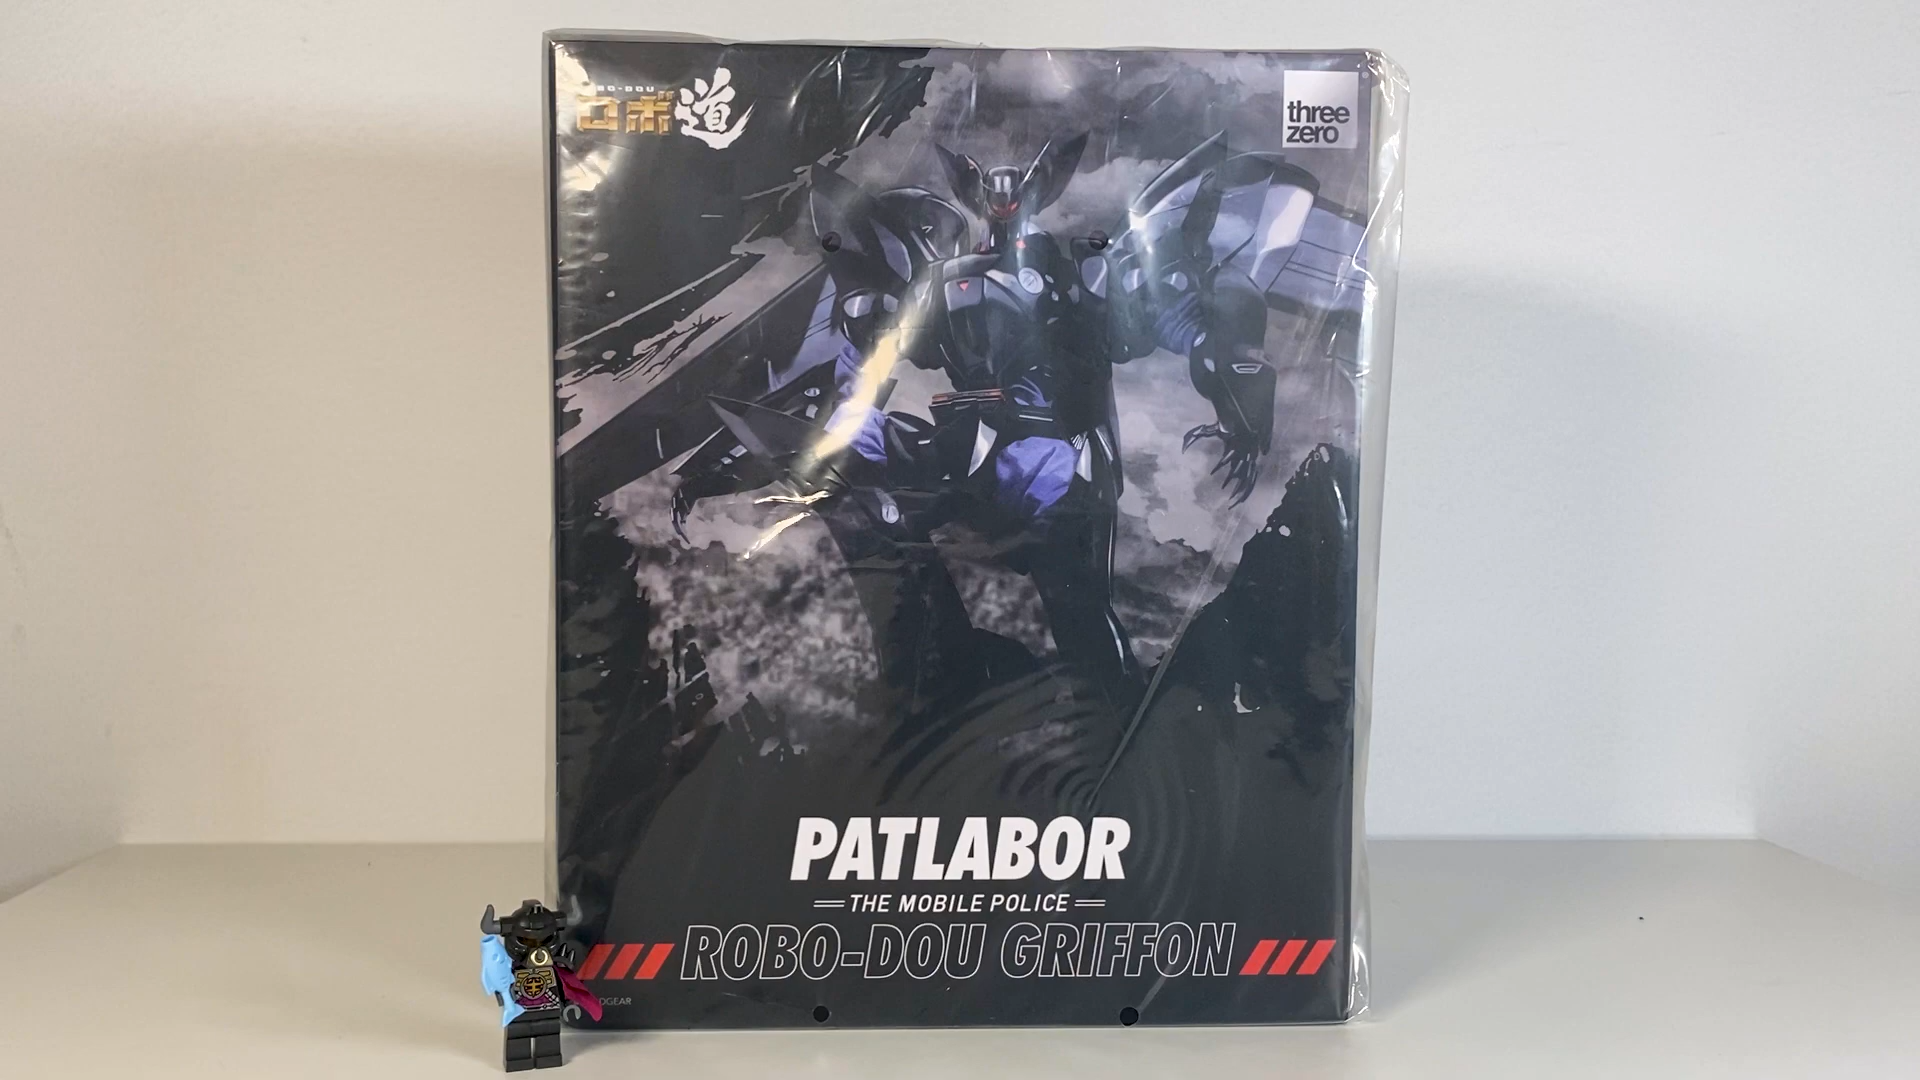 ロボ道
three
zero
PATLABOR
THE MOBILE POLICE
ROBO-DOU GRIFFON